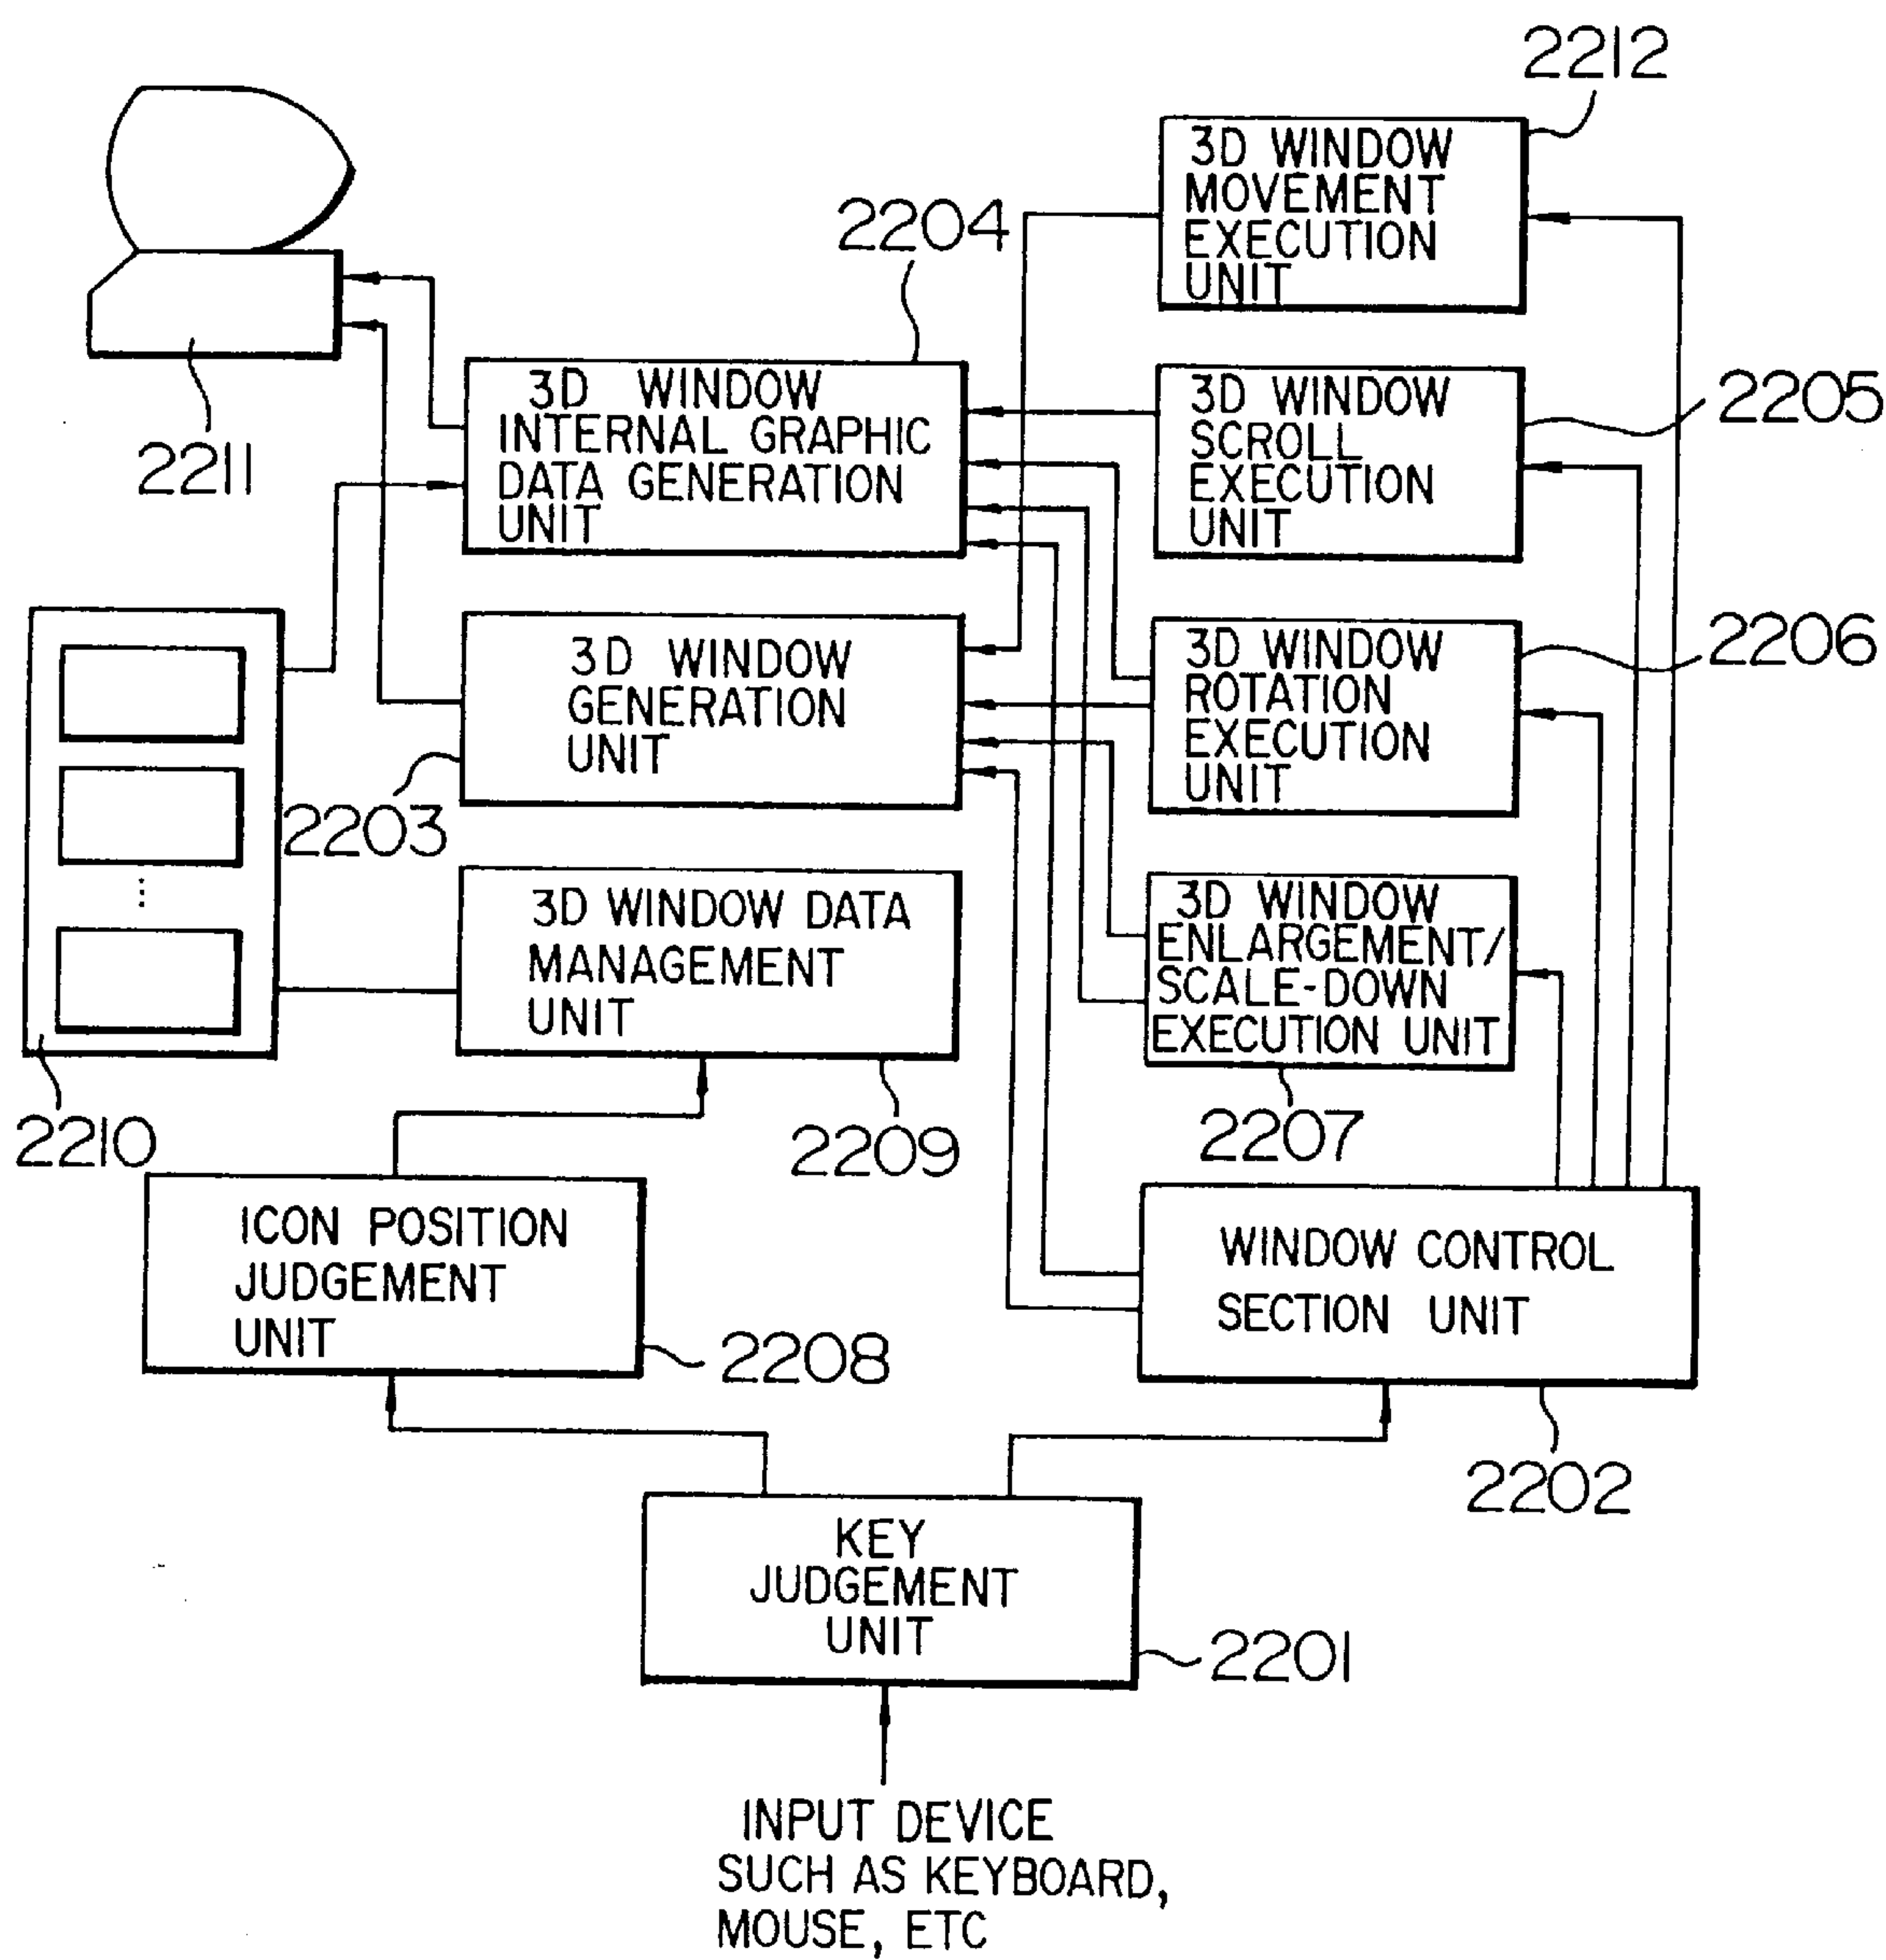 2212
3D WINDOW
MOVEMENT
EXECUTION
UNIT
2204
3D WINDOW
INTERNAL GRAPHIC
DATA GENERATION
UNIT
2211
3D WINDOW
SCROLL
EXECUTION
UNIT
2205
3D WINDOW
GENERATION
UNIT
2203
3D WINDOW
ROTATION
EXECUTION
UNIT
2206
3D WINDOW DATA
MANAGEMENT
UNIT
2209
2210
3D WINDOW
ENLARGEMENT/
SCALE-DOWN
EXECUTION UNIT
2207
ICON POSITION
JUDGEMENT
UNIT
2208
WINDOW CONTROL
SECTION UNIT
2202
KEY
JUDGEMENT
UNIT
2201
INPUT DEVICE
SUCH AS KEYBOARD,
MOUSE, ETC